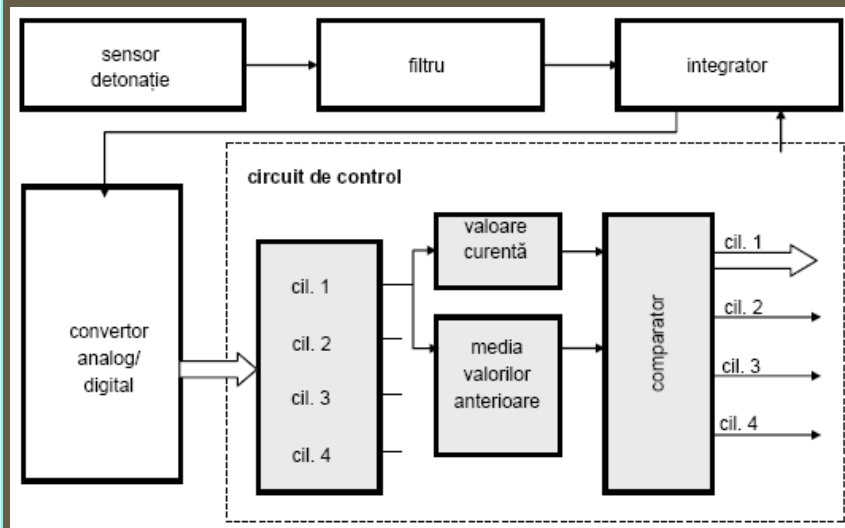 sensor
detonație
filtru
integrator
circuit de control
convertor
analog/
digital
cil. 1
cil. 2
cil. 3
cil. 4
valoare
curentă
media
valorilor
anterioare
comparator
cil. 1
cil. 2
cil. 3
cil. 4